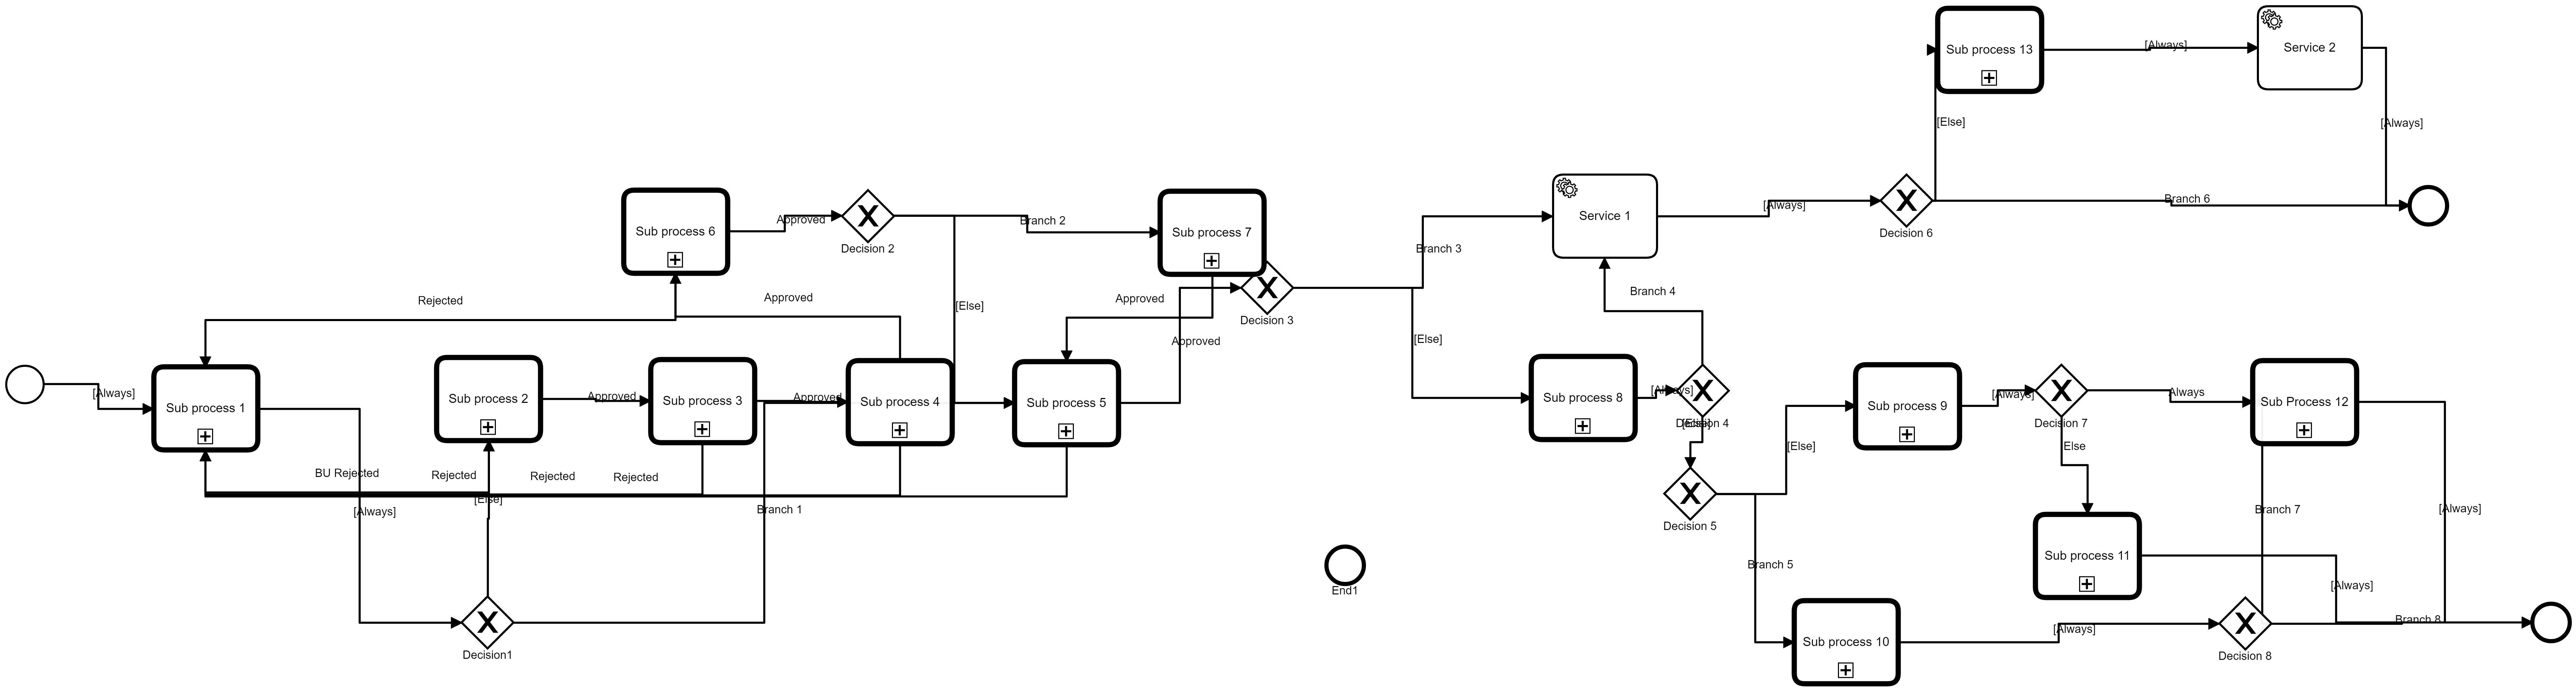 Sub process 13
[Always]
Service 2
[Else]
[Always]
Sub process 6
Approved
Decision 2
Branch 2
Sub process 7
Service 1
[Always]
Decision 6
Branch 6
Branch 3
Rejected
Approved
[Else]
Approved
Decision 3
Approved
Branch 4
[Else]
[Always]
Sub process 1
Sub process 2
Approved
Sub process 3
Approved
Sub process 4
Sub process 5
Sub process 8
[Always]
Decision 4
[Else]
Sub process 9
[Always]
Decision 7
Always
Sub Process 12
BU Rejected
Rejected
Rejected
Rejected
[Else]
[Always]
Branch 1
[Else]
Else
Decision 5
Branch 7
[Always]
Sub process 11
Branch 5
End1
[Always]
Decision1
Sub process 10
[Always]
Branch 8
Decision 8